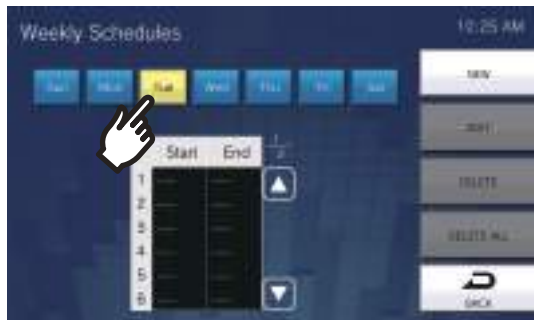 Weekly Schedules
10:25 AM
Sun Mon Tue Wed Thu Fri Sat
NEW
EDIT
DELETE
DELETE ALL
BACK
Start End
1
2
3
4
5
6